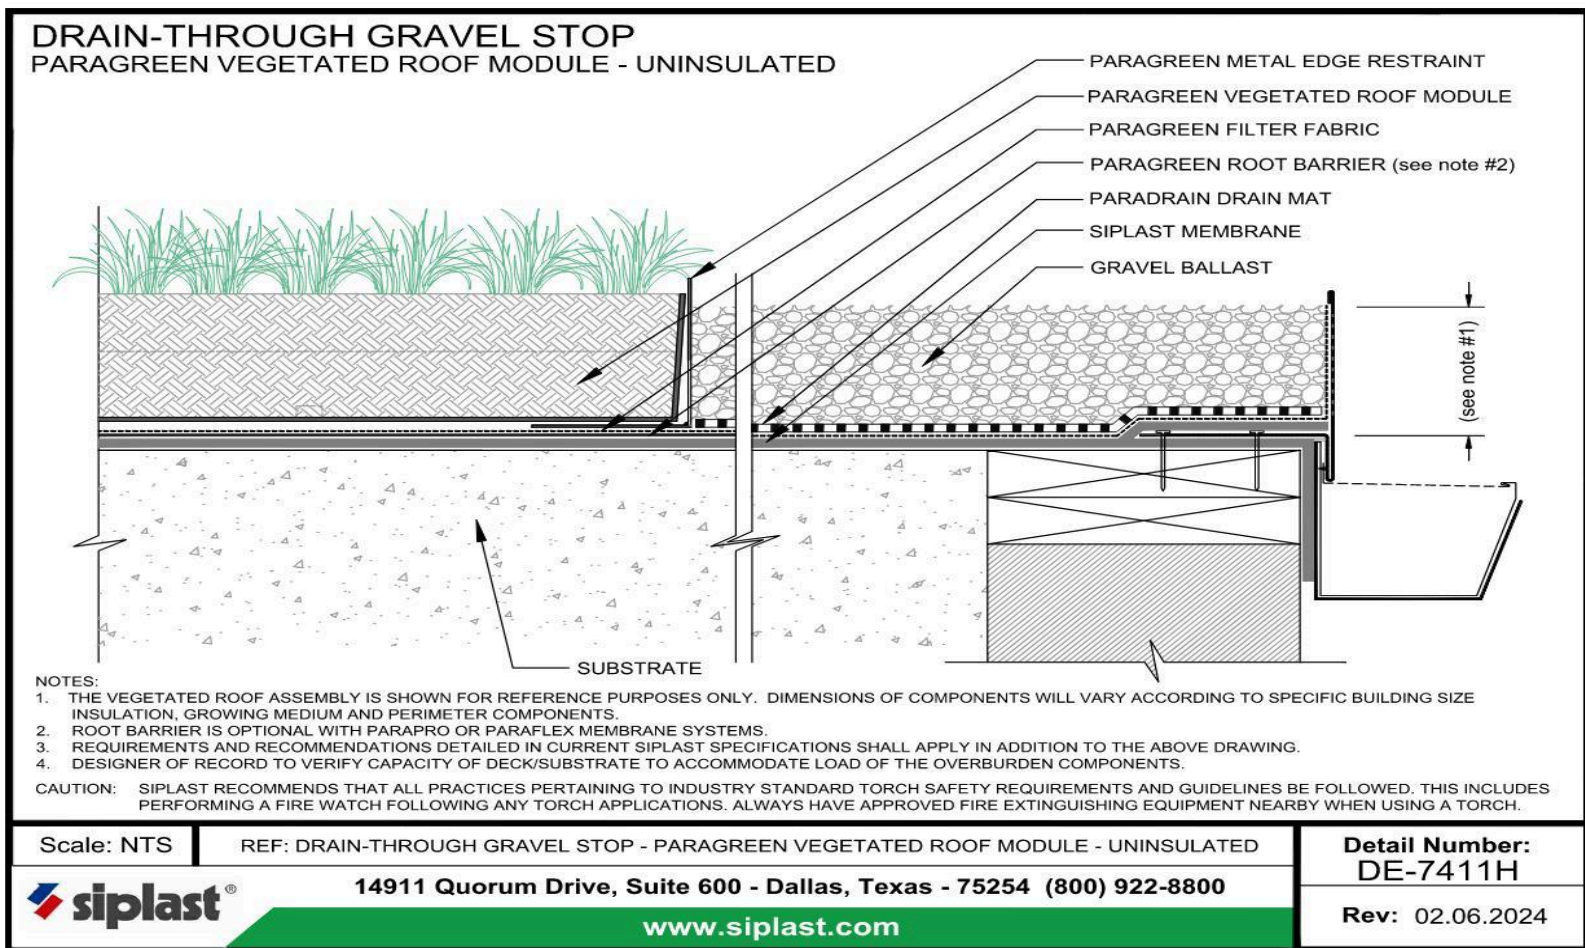 DRAIN-THROUGH GRAVEL STOP
PARAGREEN VEGETATED ROOF MODULE - UNINSULATED
PARAGREEN METAL EDGE RESTRAINT
PARAGREEN VEGETATED ROOF MODULE
PARAGREEN FILTER FABRIC
PARAGREEN ROOT BARRIER (see note #2)
PARADRAIN DRAIN MAT
SIPLAST MEMBRANE
GRAVEL BALLAST
(see note #1)
SUBSTRATE
NOTES:
1. THE VEGETATED ROOF ASSEMBLY IS SHOWN FOR REFERENCE PURPOSES ONLY. DIMENSIONS OF COMPONENTS WILL VARY ACCORDING TO SPECIFIC BUILDING SIZE
INSULATION, GROWING MEDIUM AND PERIMETER COMPONENTS.
2. ROOT BARRIER IS OPTIONAL WITH PARAPRO OR PARAFLEX MEMBRANE SYSTEMS.
3. REQUIREMENTS AND RECOMMENDATIONS DETAILED IN CURRENT SIPLAST SPECIFICATIONS SHALL APPLY IN ADDITION TO THE ABOVE DRAWING.
4. DESIGNER OF RECORD TO VERIFY CAPACITY OF DECK/SUBSTRATE TO ACCOMMODATE LOAD OF THE OVERBURDEN COMPONENTS.
CAUTION: SIPLAST RECOMMENDS THAT ALL PRACTICES PERTAINING TO INDUSTRY STANDARD TORCH SAFETY REQUIREMENTS AND GUIDELINES BE FOLLOWED. THIS INCLUDES
PERFORMING A FIRE WATCH FOLLOWING ANY TORCH APPLICATIONS. ALWAYS HAVE APPROVED FIRE EXTINGUISHING EQUIPMENT NEARBY WHEN USING A TORCH.
Scale: NTS
REF: DRAIN-THROUGH GRAVEL STOP - PARAGREEN VEGETATED ROOF MODULE - UNINSULATED
Detail Number:
DE-7411H
siplast®
14911 Quorum Drive, Suite 600 - Dallas, Texas - 75254 (800) 922-8800
www.siplast.com
Rev: 02.06.2024